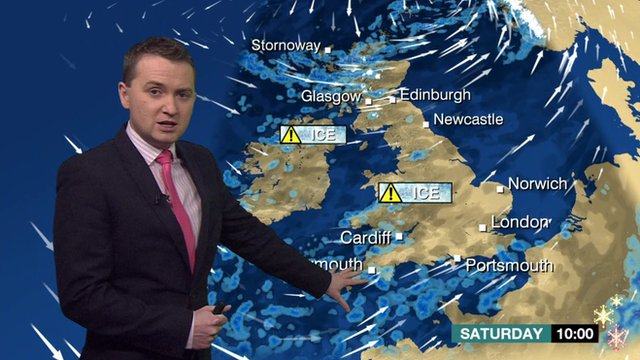 Stornoway
Glasgow
Edinburgh
Newcastle
ICE
ICE
Norwich
London
Cardiff
mouth
Portsmouth
SATURDAY 10:00